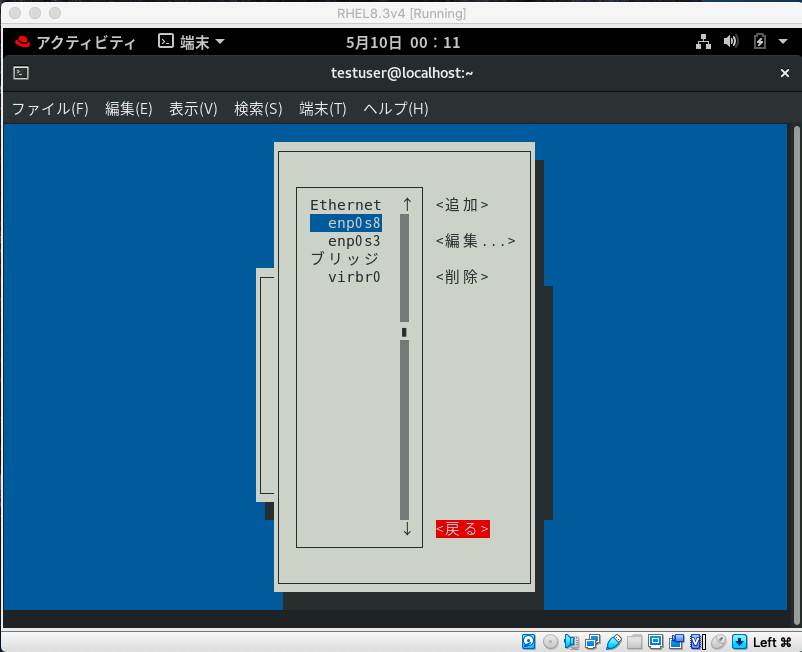 RHEL8.3v4 [Running]
アクティビティ 端末 5月10日 00：11
testuser@localhost:~
ファイル(F) 編集(E) 表示(V) 検索(S) 端末(T) ヘルプ(H)
Ethernet ↑ <追加>
enp0s8
enp0s3 <編集...>
ブリッジ
virbr0 <削除>
↓ <戻る>
Left ⌘